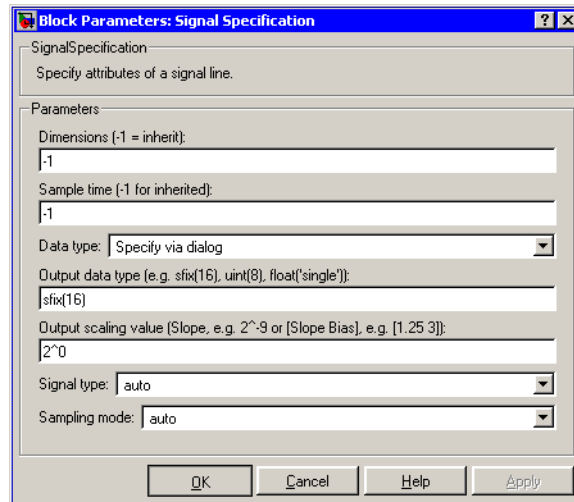 Block Parameters: Signal Specification
SignalSpecification
Specify attributes of a signal line.
Parameters
Dimensions (-1 = inherit):
-1
Sample time (-1 for inherited):
-1
Data type: Specify via dialog
Output data type (e.g. sfix(16), uint(8), float('single')):
sfix(16)
Output scaling value (Slope, e.g. 2^-9 or [Slope Bias], e.g. [1.25 3]):
2^0
Signal type: auto
Sampling mode: auto
OK Cancel Help Apply